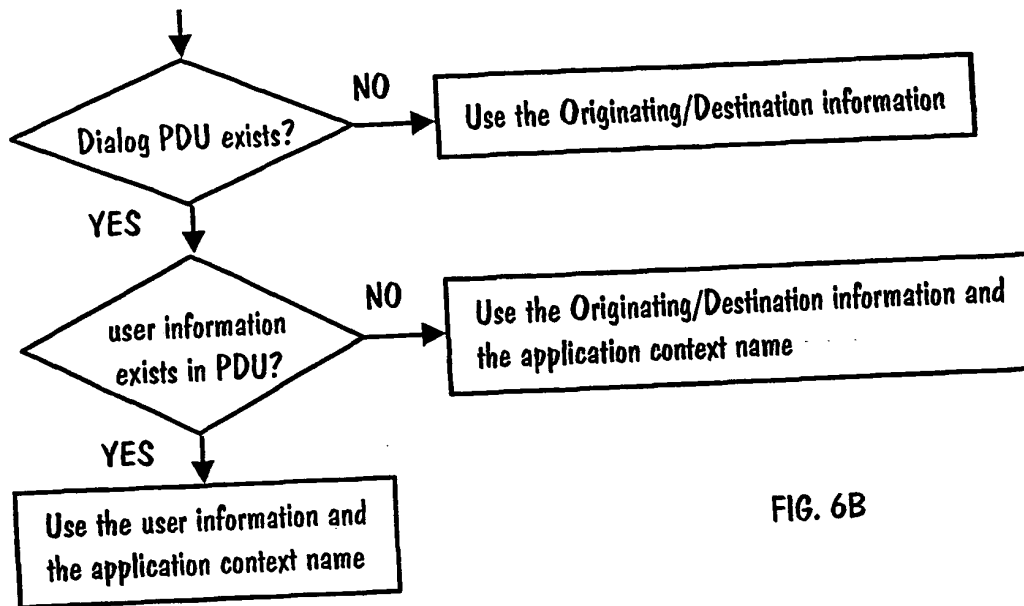 NO
Dialog PDU exists?
Use the Originating/Destination information
YES
NO
user information
exists in PDU?
Use the Originating/Destination information and
the application context name
YES
Use the user information and
the application context name
FIG. 6B